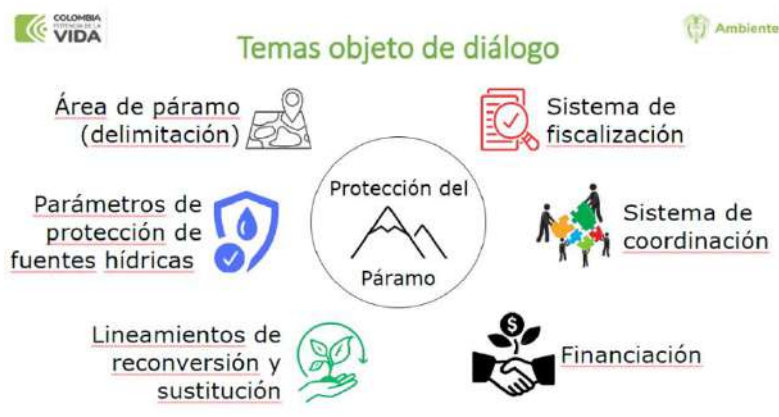 COLOMBIA
POTENCIA DE LA
VIDA
Ambiente
Temas objeto de diálogo
Área de páramo
(delimitación)
Sistema de
fiscalización
Parámetros de
protección de
fuentes hídricas
Protección del
Páramo
Sistema de
coordinación
Lineamientos de
reconversión y
sustitución
$
Financiación